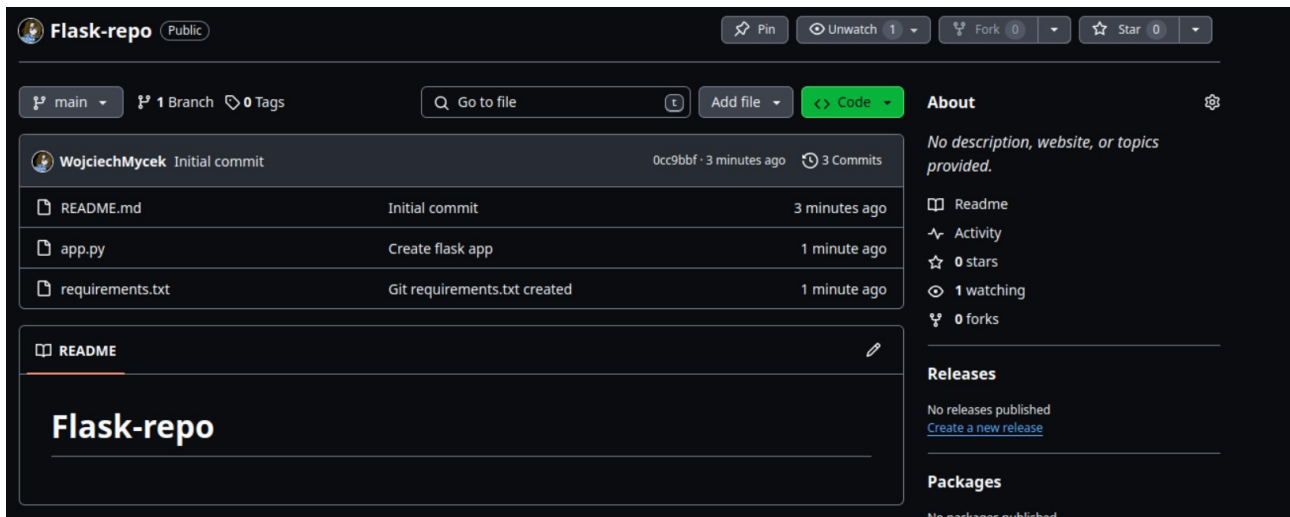 Flask-repo Public
Pin
Unwatch 1
Fork 0
Star 0
main
1 Branch
0 Tags
Go to file
t
Add file
Code
WojciechMycek Initial commit
0cc9bbf · 3 minutes ago
3 Commits
README.md Initial commit 3 minutes ago
app.py Create flask app 1 minute ago
requirements.txt Git requirements.txt created 1 minute ago
README
Flask-repo
About
No description, website, or topics
provided.
Readme
Activity
0 stars
1 watching
0 forks
Releases
No releases published
Create a new release
Packages
No packages published